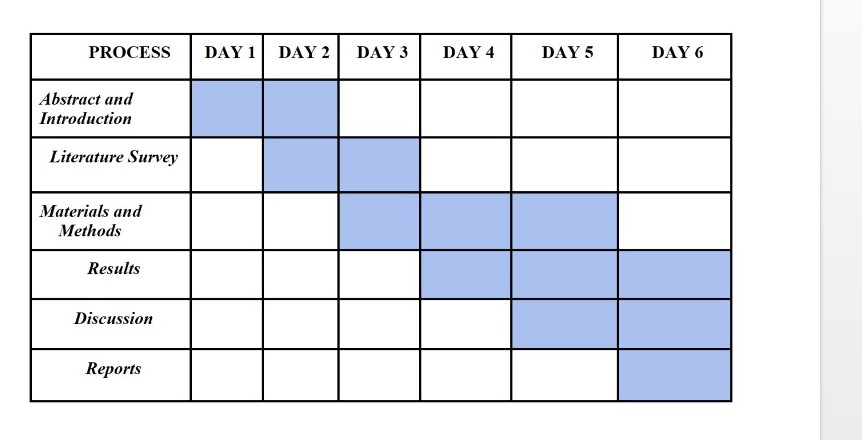 PROCESS DAY 1 DAY 2 DAY 3 DAY 4 DAY 5 DAY 6
Abstract and
Introduction
Literature Survey
Materials and
Methods
Results
Discussion
Reports